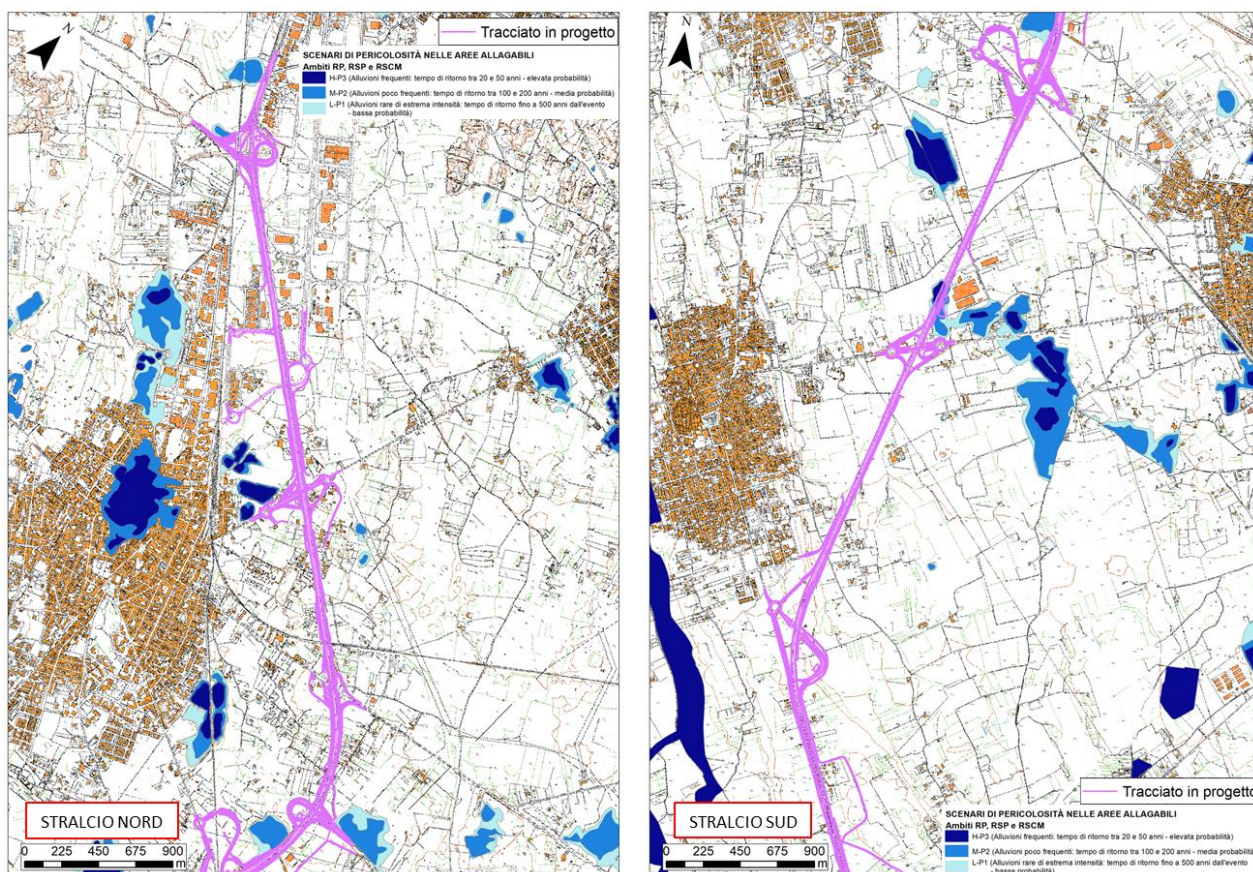 N
Tracciato in progetto
SCENARI DI PERICOLOSITÀ NELLE AREE ALLAGABILI
Ambiti RP, RSP e RSCM
H-P3 (Alluvioni frequenti: tempo di ritorno tra 20 e 50 anni - elevata probabilità)
M-P2 (Alluvioni poco frequenti: tempo di ritorno tra 100 e 200 anni - media probabilità)
L-P1 (Alluvioni rare di estrema intensità: tempo di ritorno fino a 500 anni dall'evento
- bassa probabilità)
STRALCIO NORD
0 225 450 675 900
m
N
Tracciato in progetto
SCENARI DI PERICOLOSITÀ NELLE AREE ALLAGABILI
Ambiti RP, RSP e RSCM
H-P3 (Alluvioni frequenti: tempo di ritorno tra 20 e 50 anni - elevata probabilità)
M-P2 (Alluvioni poco frequenti: tempo di ritorno tra 100 e 200 anni - media probabilità)
L-P1 (Alluvioni rare di estrema intensità: tempo di ritorno fino a 500 anni dall'evento
- bassa probabilità)
STRALCIO SUD
0 225 450 675 900
m